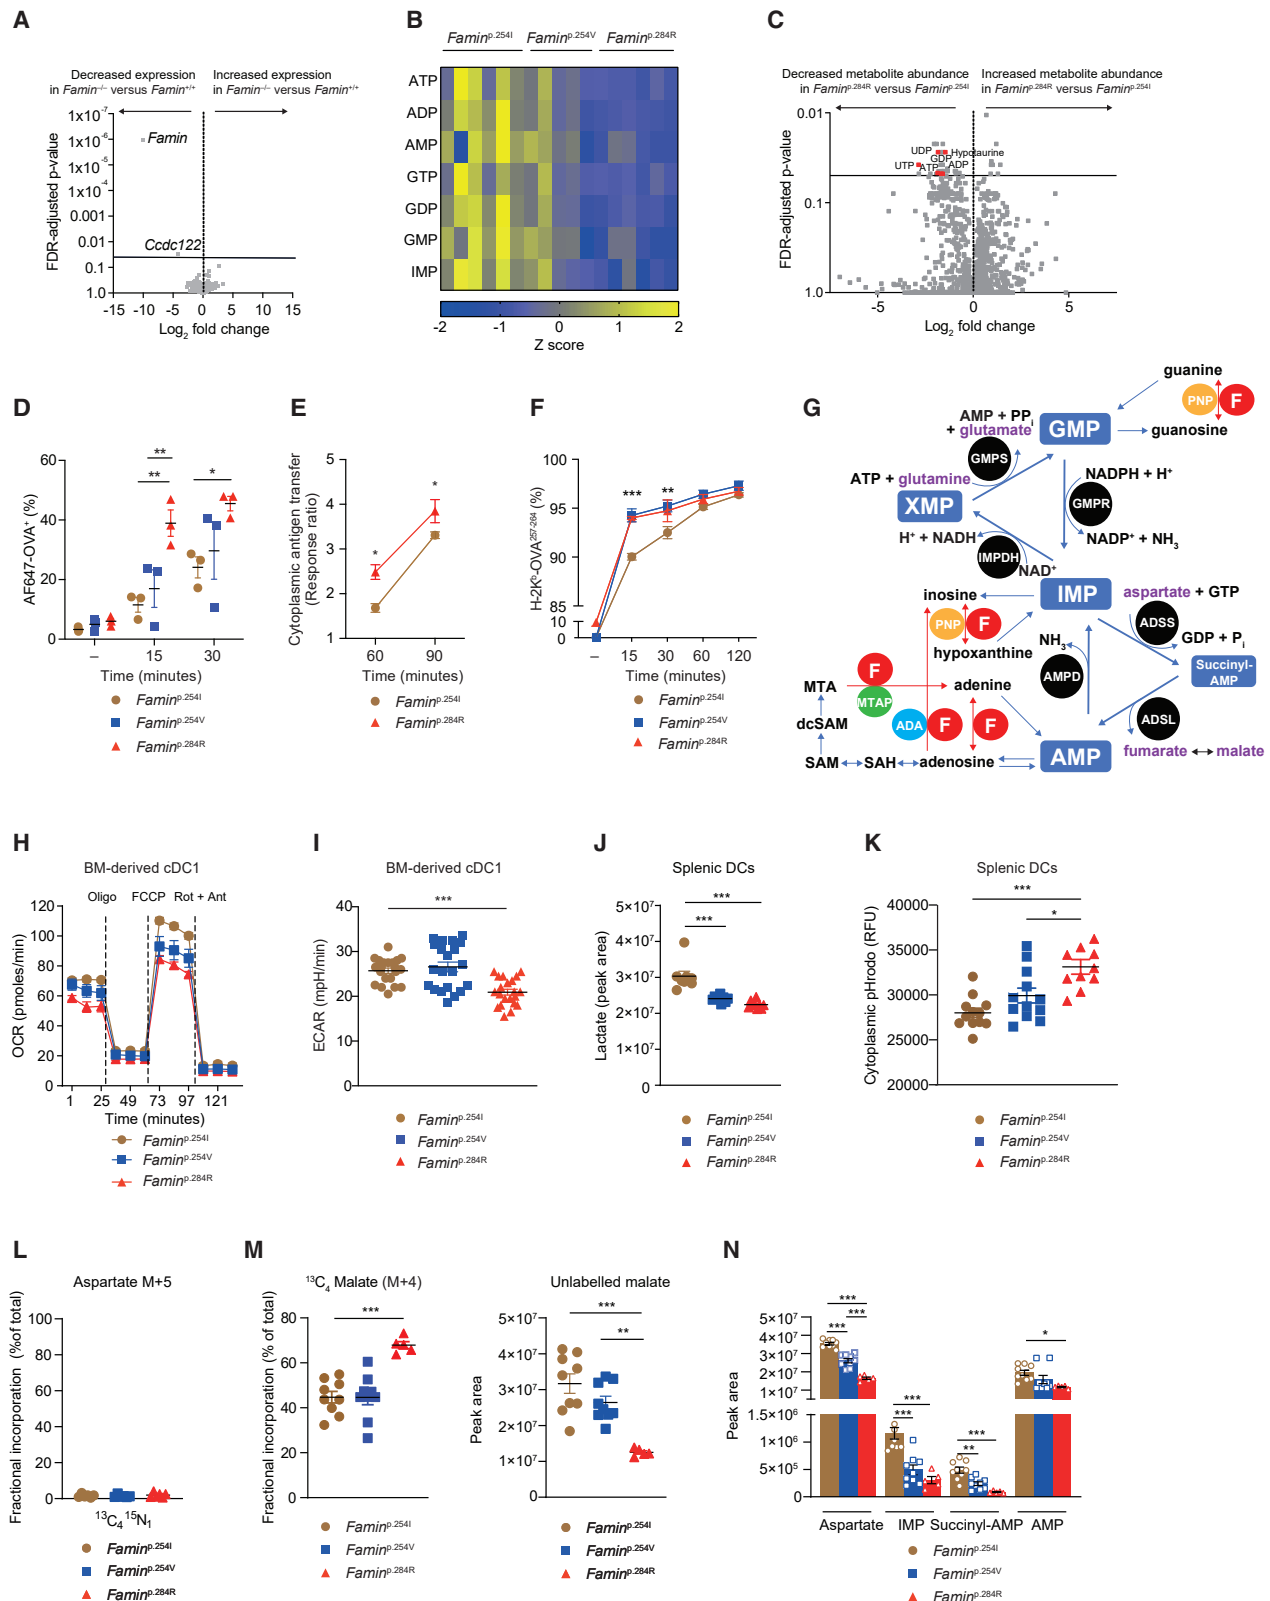 A
Decreased expression
in Famin–/– versus Famin+/+
Increased expression
in Famin–/– versus Famin+/+
FDR-adjusted p-value
1x10-7
1x10-6
1x10-5
1x10-4
0.001
0.01
0.1
1.0
Famin
Ccdc122
-15 -10 -5 0 5 10 15
Log2 fold change
B
Faminp.254I Faminp.254V Faminp.284R
ATP
ADP
AMP
GTP
GDP
GMP
IMP
-2 -1 0 1 2
Z score
C
Decreased metabolite abundance
in Faminp.284R versus Faminp.254I
Increased metabolite abundance
in Faminp.284R versus Faminp.254I
FDR-adjusted p-value
0.01
0.1
1.0
UDP
GDP
Hypotaurine
UTP
ATP
ADP
-5 0 5
Log2 fold change
D
AF647-OVA+ (%)
60
40
20
0
**
**
*
– 15 30
Time (minutes)
Faminp.254I
Faminp.254V
Faminp.284R
E
Cytoplasmic antigen transfer
(Response ratio)
5
4
3
2
1
*
*
60 90
Time (minutes)
Faminp.254I
Faminp.284R
F
H-2Kb-OVA257-264 (%)
100
95
90
85
10
0
***
**
– 15 30 60 120
Time (minutes)
Faminp.254I
Faminp.254V
Faminp.284R
G
guanine
PNP F
guanosine
AMP + PPi
+ glutamate
GMP
GMPS
ATP + glutamine
XMP
NADPH + H+
GMPR
NADP+ + NH3
H+ + NADH
IMPDH
NAD+
inosine
IMP
aspartate + GTP
PNP F
ADSS
hypoxanthine
NH3
GDP + Pi
AMPD
Succinyl-
AMP
F
MTA
MTAP
adenine
dcSAM
ADA F F
ADSL
SAM
SAH
adenosine
AMP
fumarate
malate
H
BM-derived cDC1
Oligo FCCP Rot + Ant
OCR (pmoles/min)
120
100
80
60
40
20
0
1 25 49 73 97 121
Time (minutes)
Faminp.254I
Faminp.254V
Faminp.284R
I
BM-derived cDC1
ECAR (mpH/min)
40
30
20
10
0
***
Faminp.254I
Faminp.254V
Faminp.284R
J
Splenic DCs
Lactate (peak area)
5×107
4×107
3×107
2×107
1×107
0
***
***
Faminp.254I
Faminp.254V
Faminp.284R
K
Splenic DCs
Cytoplasmic pHrodo (RFU)
40000
35000
30000
25000
20000
***
*
Faminp.254I
Faminp.254V
Faminp.284R
L
Aspartate M+5
Fractional incorporation (%of total)
100
80
60
40
20
0
13C4 15N1
Faminp.254I
Faminp.254V
Faminp.284R
M
13C4 Malate (M+4)
Fractional incorporation (% of total)
80
60
40
20
0
***
Faminp.254I
Faminp.254V
Faminp.284R
Unlabelled malate
Peak area
5×107
4×107
3×107
2×107
1×107
0
***
**
Faminp.254I
Faminp.254V
Faminp.284R
N
Peak area
5×107
4×107
3×107
2×107
1×107
1.5×106
1×106
5×105
0
***
***
***
***
***
***
**
*
Aspartate IMP Succinyl-AMP AMP
Faminp.254I
Faminp.254V
Faminp.284R